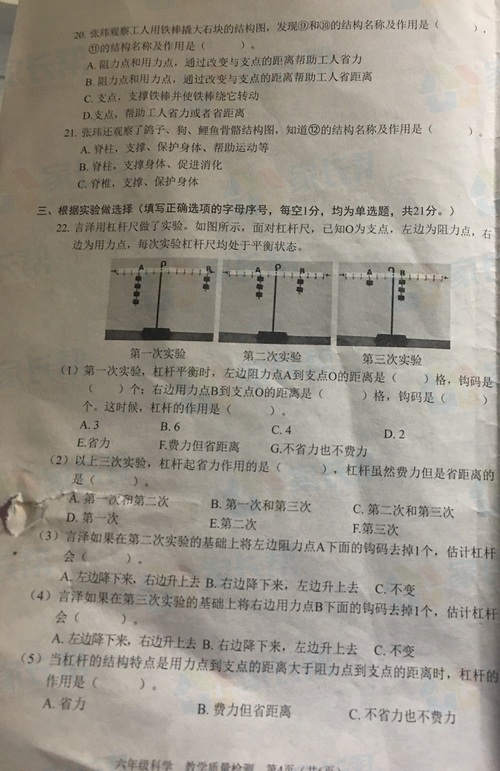 20. 张玮观察工人用铁棒撬大石块的结构图，发现⑨和⑩的结构名称及作用是（　　），
⑪的结构名称及作用是（　　）。
A. 阻力点和用力点，通过改变与支点的距离帮助工人省力
B. 阻力点和用力点，通过改变与支点的距离帮助工人省距离
C. 支点，支撑铁棒并使铁棒绕它转动
D.支点，帮助工人省力或者省距离
21. 张玮还观察了鸽子、狗、鲤鱼骨骼结构图，知道⑫的结构名称及作用是（　　）。
A. 脊柱，支撑、保护身体、帮助运动等
B. 脊柱，支撑身体、促进消化
C. 脊椎，支撑、保护身体
三、根据实验做选择（填写正确选项的字母序号，每空1分，均为单选题，共21分。）
22. 言泽用杠杆尺做了实验。如图所示，面对杠杆尺，已知O为支点，左边为阻力点，右
边为用力点，每次实验杠杆尺均处于平衡状态。
A O B
A O B
A O B
第一次实验 第二次实验 第三次实验
（1）第一次实验，杠杆平衡时，左边阻力点A到支点O的距离是（　　）格，钩码是
（　　）个；右边用力点B到支点O的距离是（　　）格，钩码是（　　）
个。这时候，杠杆的作用是（　　）。
A. 3 B. 6 C. 4 D. 2
E.省力 F.费力但省距离 G.不省力也不费力
（2）以上三次实验，杠杆起省力作用的是（　　），杠杆虽然费力但是省距离的
是（　　）。
A. 第一次和第二次 B. 第一次和第三次 C. 第二次和第三次
D. 第一次 E.第二次 F.第三次
（3）言泽如果在第二次实验的基础上将左边阻力点A下面的钩码去掉1个，估计杠杆
会（　　）。
A. 左边降下来，右边升上去 B. 右边降下来，左边升上去 C. 不变
（4）言泽如果在第三次实验的基础上将右边用力点B下面的钩码去掉1个，估计杠杆
会（　　）。
A. 左边降下来，右边升上去 B. 右边降下来，左边升上去 C. 不变
（5）当杠杆的结构特点是用力点到支点的距离大于阻力点到支点的距离时，杠杆的
作用是（　　）。
A. 省力 B. 费力但省距离 C. 不省力也不费力
六年级科学 教学质量检测 第4页（共6页）